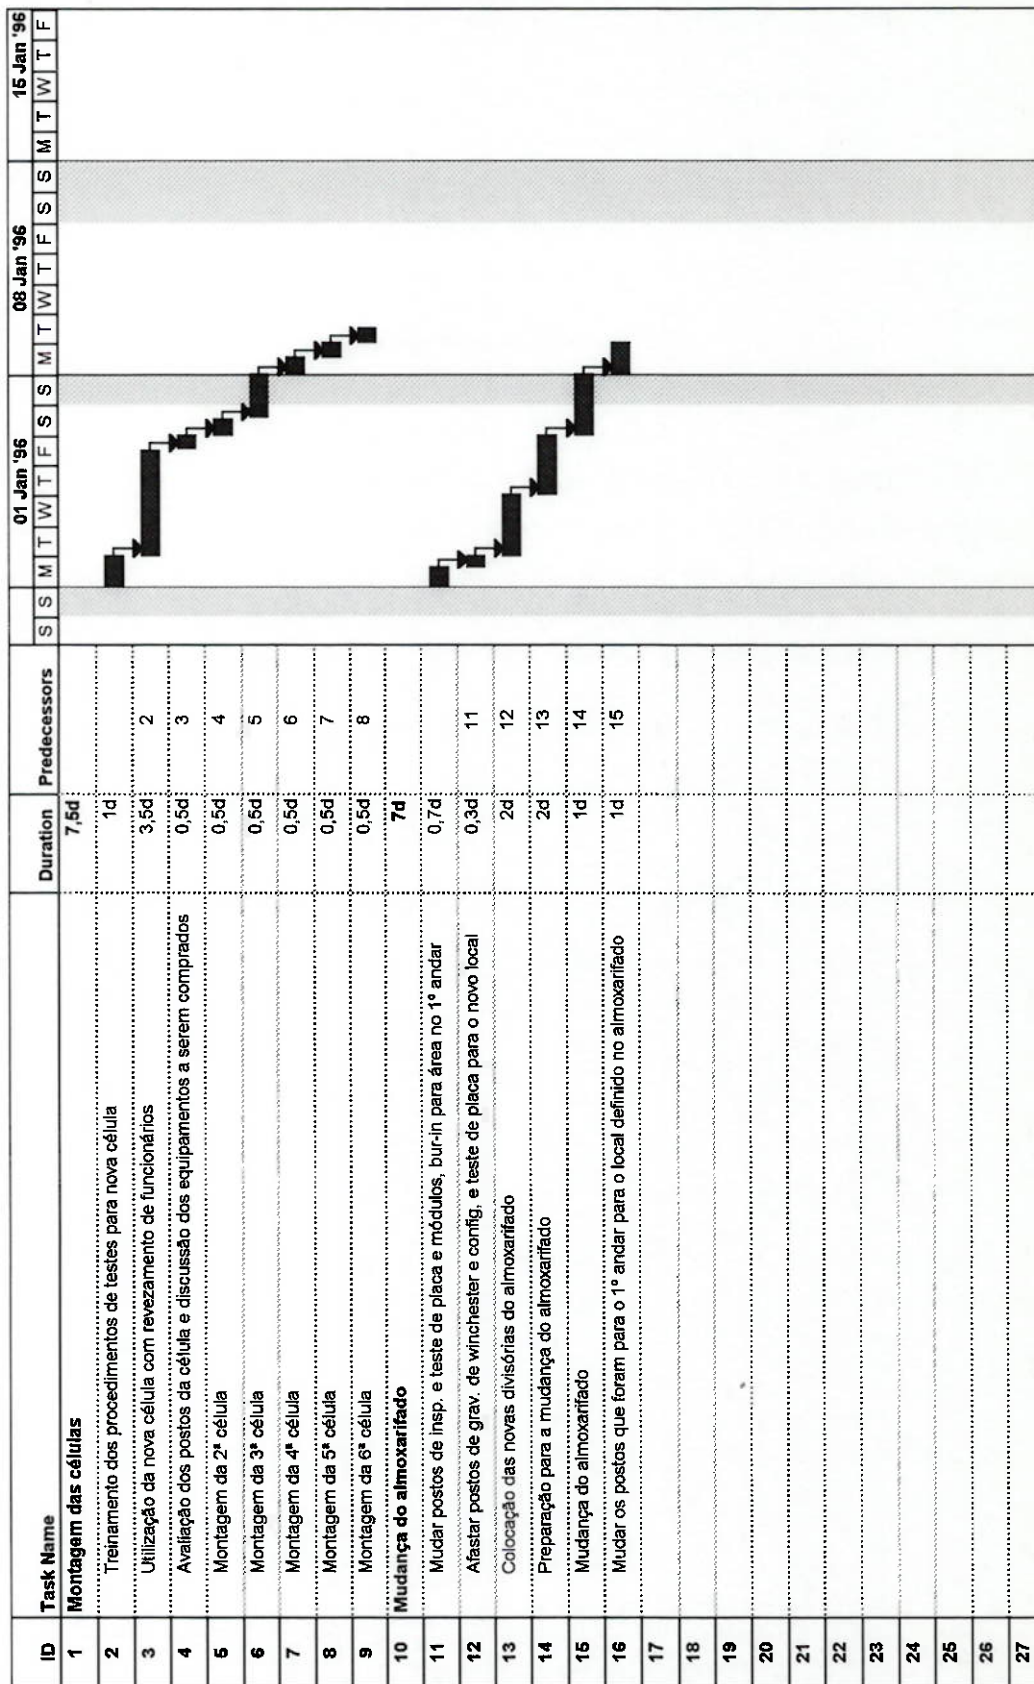 ID Task Name Duration Predecessors
01 Jan '96 08 Jan '96 15 Jan '96
S S M T W T F S S M T W T F S S M T W T F
1 Montagem das células 7,5d
2 Treinamento dos procedimentos de testes para nova célula 1d
3 Utilização da nova célula com revezamento de funcionários 3,5d 2
4 Avaliação dos postos da célula e discussão dos equipamentos a serem comprados 0,5d 3
5 Montagem da 2ª célula 0,5d 4
6 Montagem da 3ª célula 0,5d 5
7 Montagem da 4ª célula 0,5d 6
8 Montagem da 5ª célula 0,5d 7
9 Montagem da 6ª célula 0,5d 8
10 Mudança do almoxarifado 7d
11 Mudar postos de insp. e teste de placa e módulos, bur-in para área no 1º andar 0,7d
12 Afastar postos de grav. de winchester e config, e teste de placa para o novo local 0,3d 11
13 Colocação das novas divisórias do almoxarifado 2d 12
14 Preparação para a mudança do almoxarifado 2d 13
15 Mudança do almoxarifado 1d 14
16 Mudar os postos que foram para o 1º andar para o local definido no almoxarifado 1d 15
17
18
19
20
21
22
23
24
25
26
27